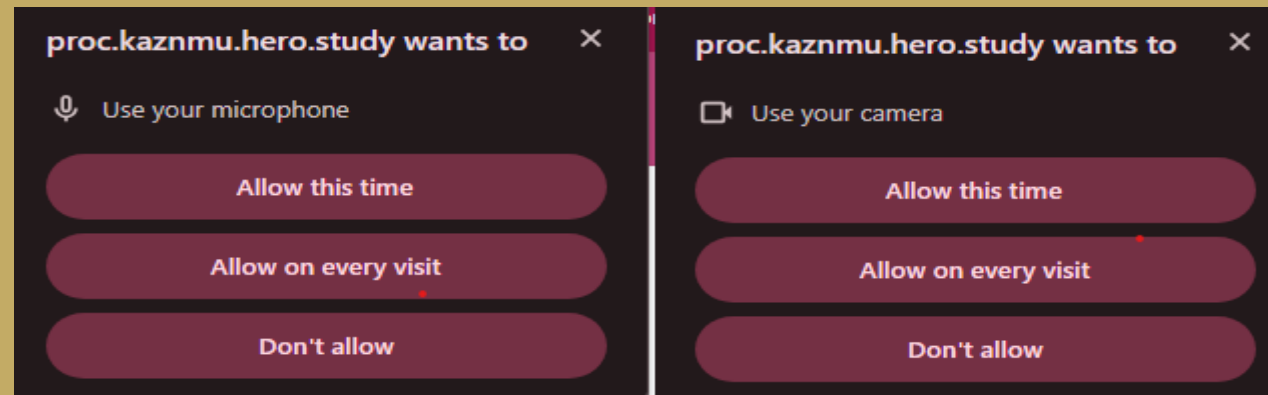 proc.kaznmu.hero.study wants to
Use your microphone
Allow this time
Allow on every visit
Don't allow
proc.kaznmu.hero.study wants to
Use your camera
Allow this time
Allow on every visit
Don't allow